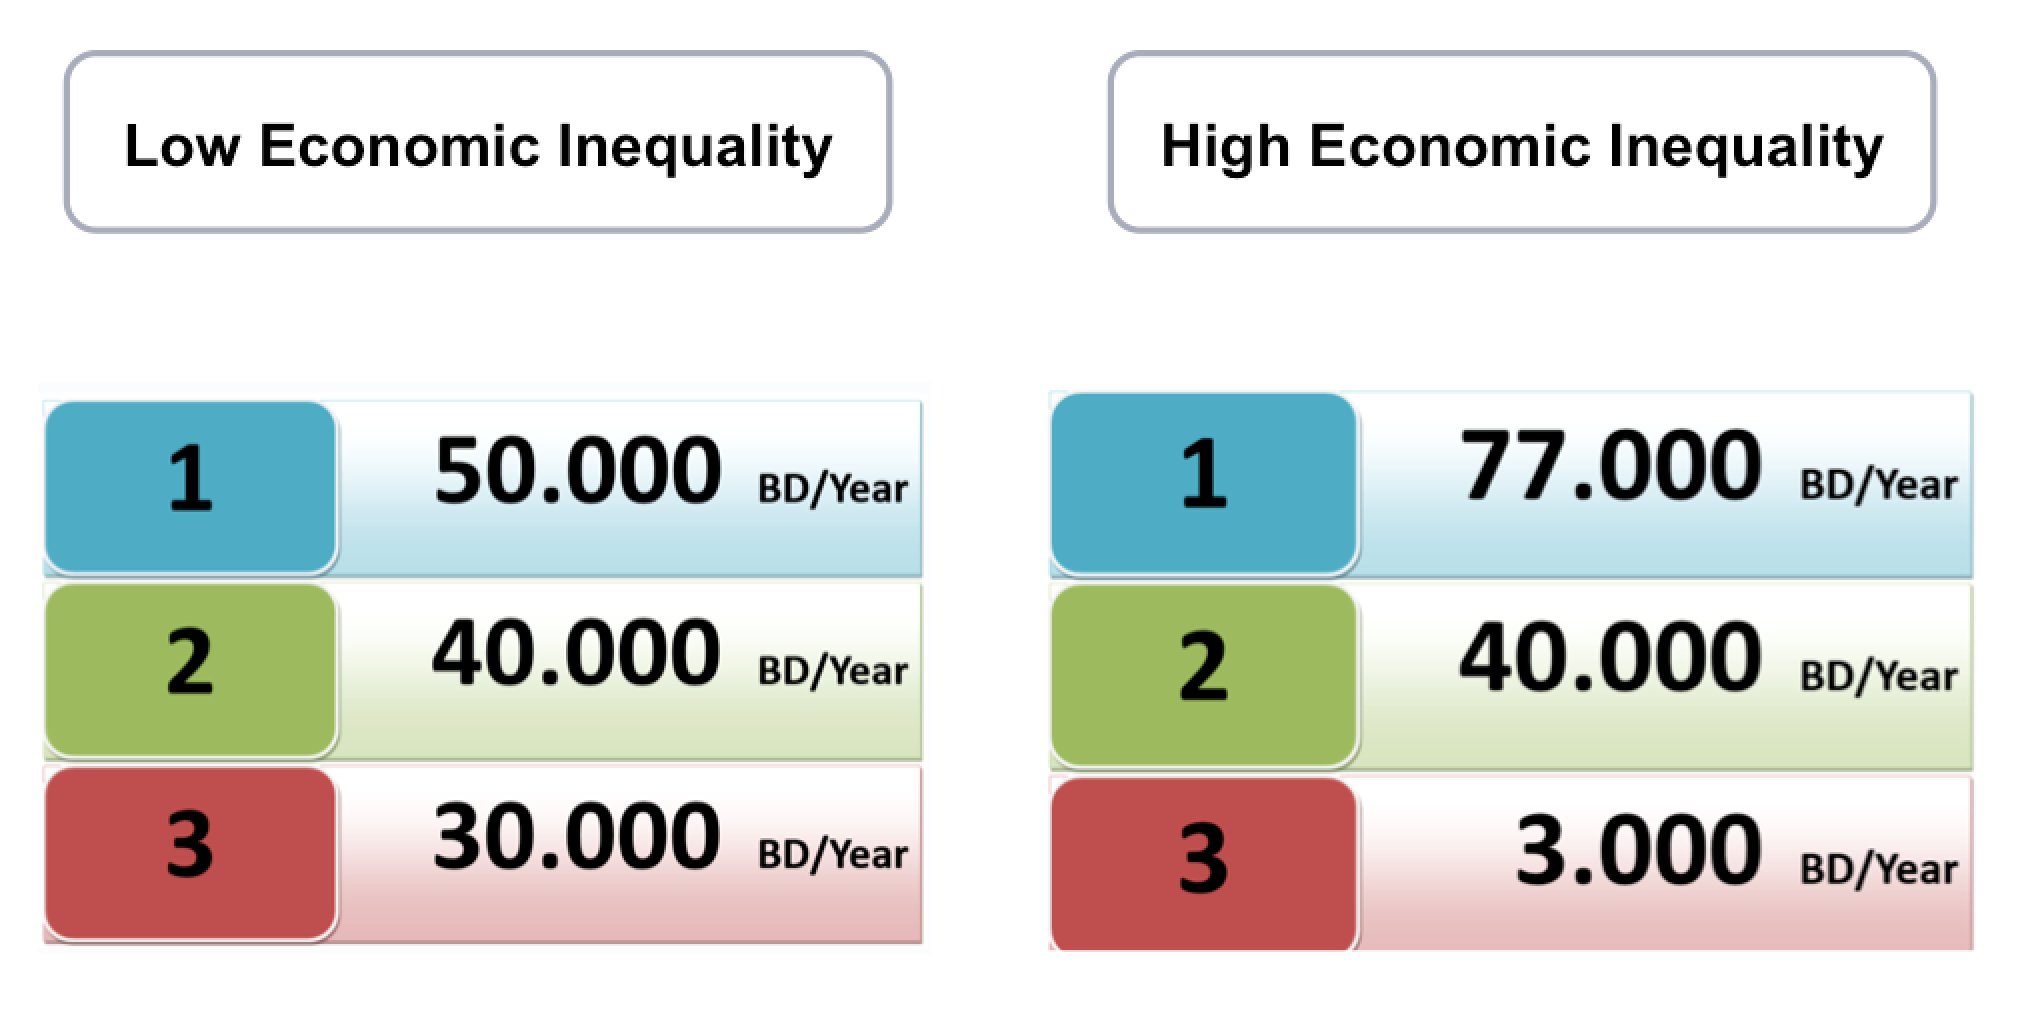 Low Economic Inequality
High Economic Inequality
1 50.000 BD/Year
2 40.000 BD/Year
3 30.000 BD/Year
1 77.000 BD/Year
2 40.000 BD/Year
3 3.000 BD/Year